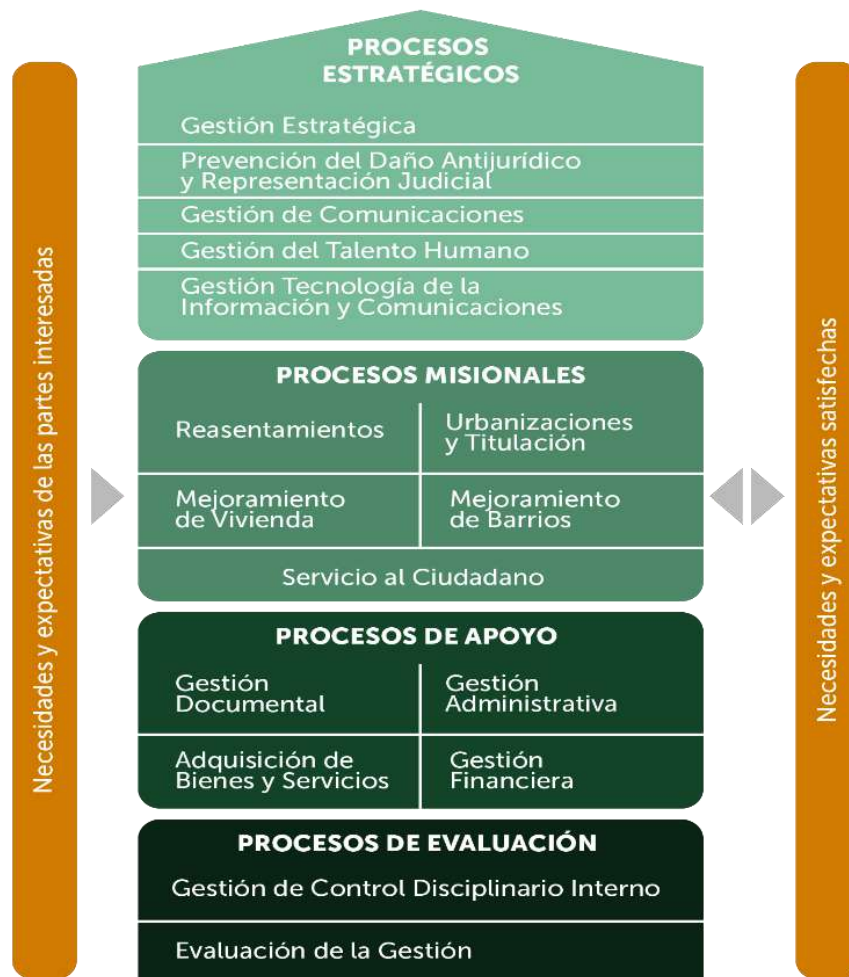 Necesidades y expectativas de las partes interesadas
PROCESOS
ESTRATÉGICOS
Gestión Estratégica
Prevención del Daño Antijurídico
y Representación Judicial
Gestión de Comunicaciones
Gestión del Talento Humano
Gestión Tecnología de la
Información y Comunicaciones
PROCESOS MISIONALES
Reasentamientos
Urbanizaciones
y Titulación
Mejoramiento
de Vivienda
Mejoramiento
de Barrios
Servicio al Ciudadano
PROCESOS DE APOYO
Gestión
Documental
Gestión
Administrativa
Adquisición de
Bienes y Servicios
Gestión
Financiera
PROCESOS DE EVALUACIÓN
Gestión de Control Disciplinario Interno
Evaluación de la Gestión
Necesidades y expectativas satisfechas